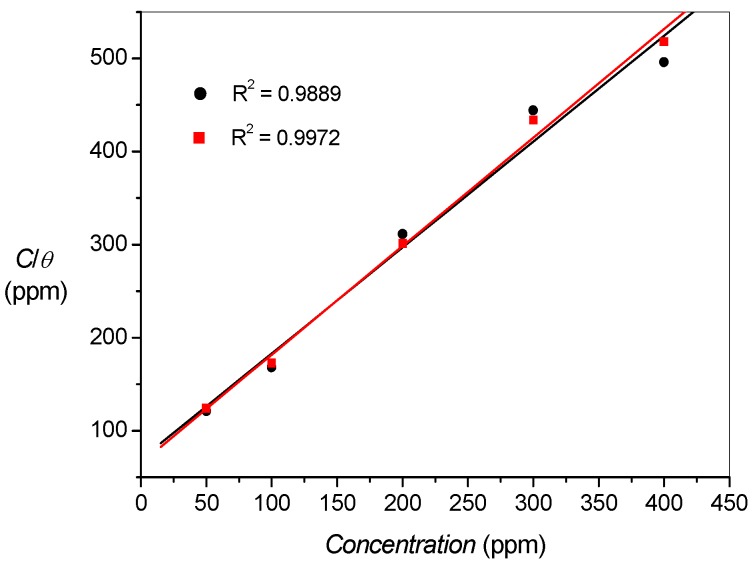 500
400
300
200
100
R² = 0.9889
R² = 0.9972
C/θ
(ppm)
0 50 100 150 200 250 300 350 400 450
Concentration (ppm)